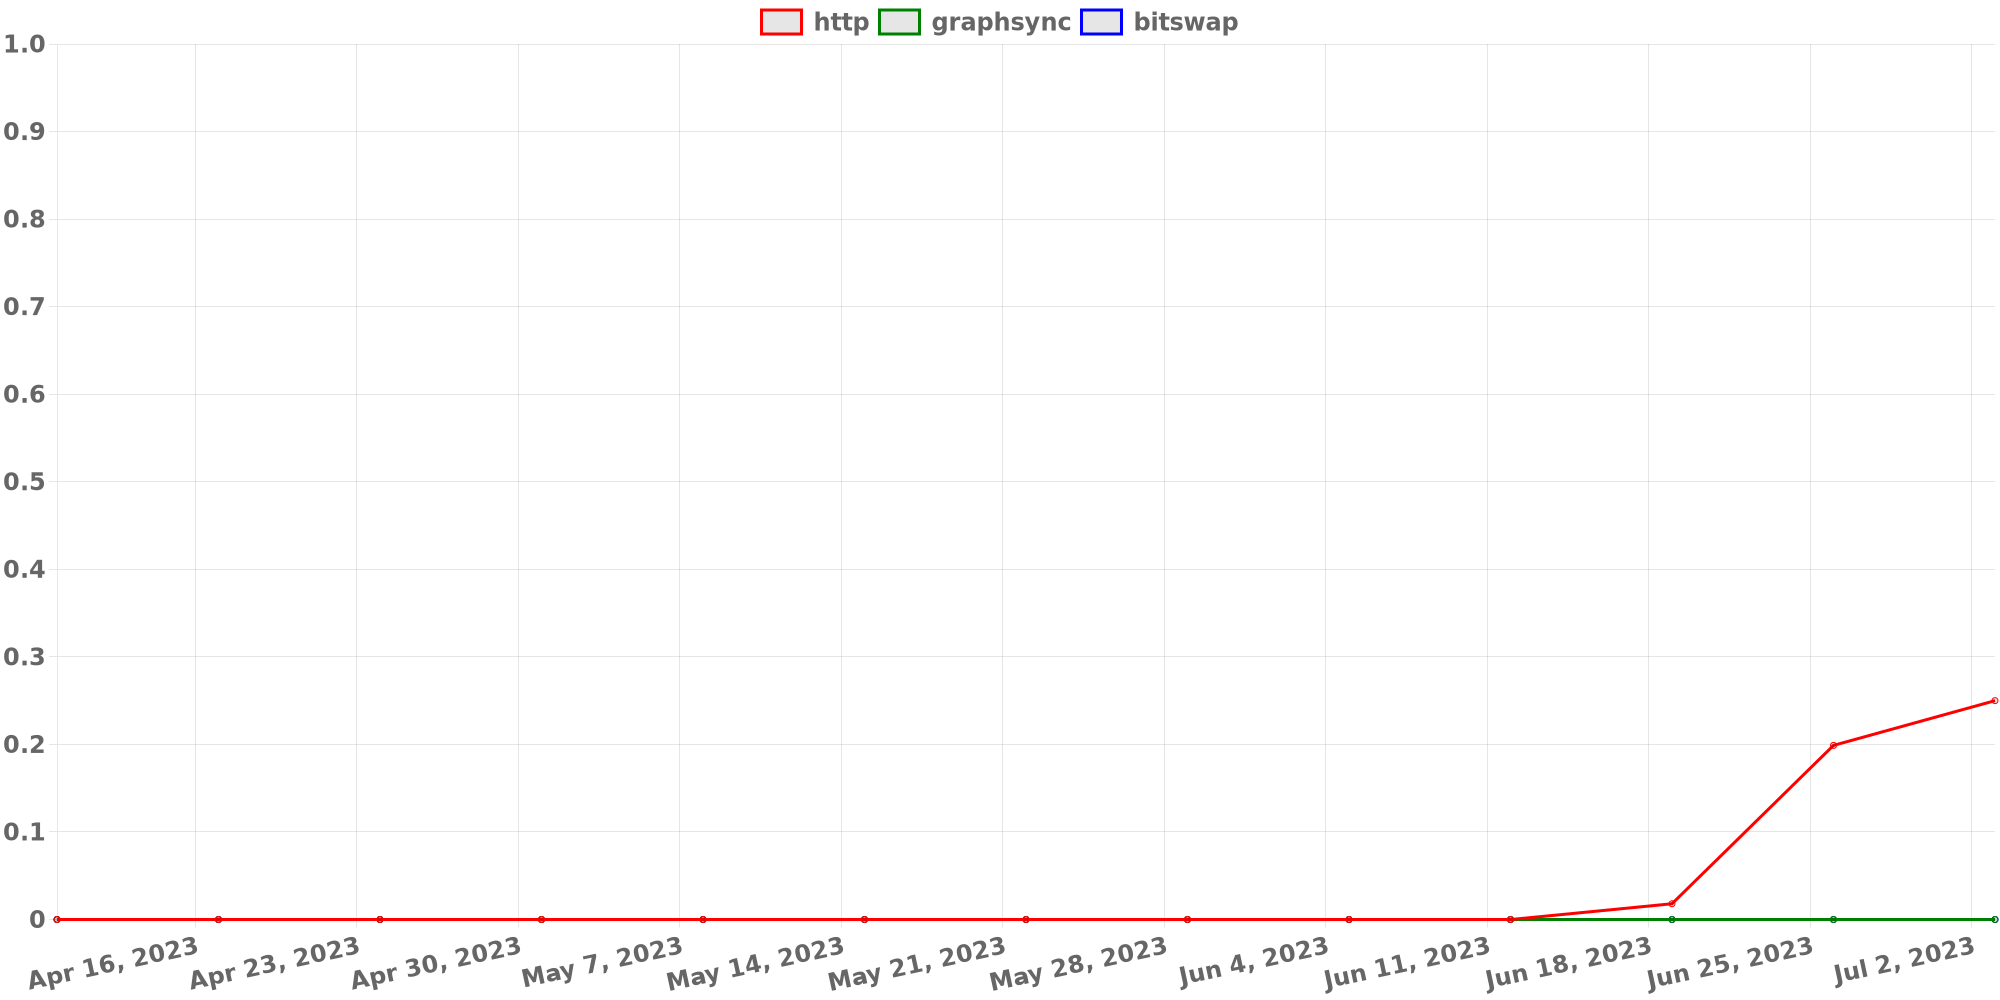 http graphsync bitswap
1.0
0.9
0.8
0.7
0.6
0.5
0.4
0.3
0.2
0.1
0
Apr 16, 2023
Apr 23, 2023
Apr 30, 2023
May 7, 2023
May 14, 2023
May 21, 2023
May 28, 2023
Jun 4, 2023
Jun 11, 2023
Jun 18, 2023
Jun 25, 2023
Jul 2, 2023